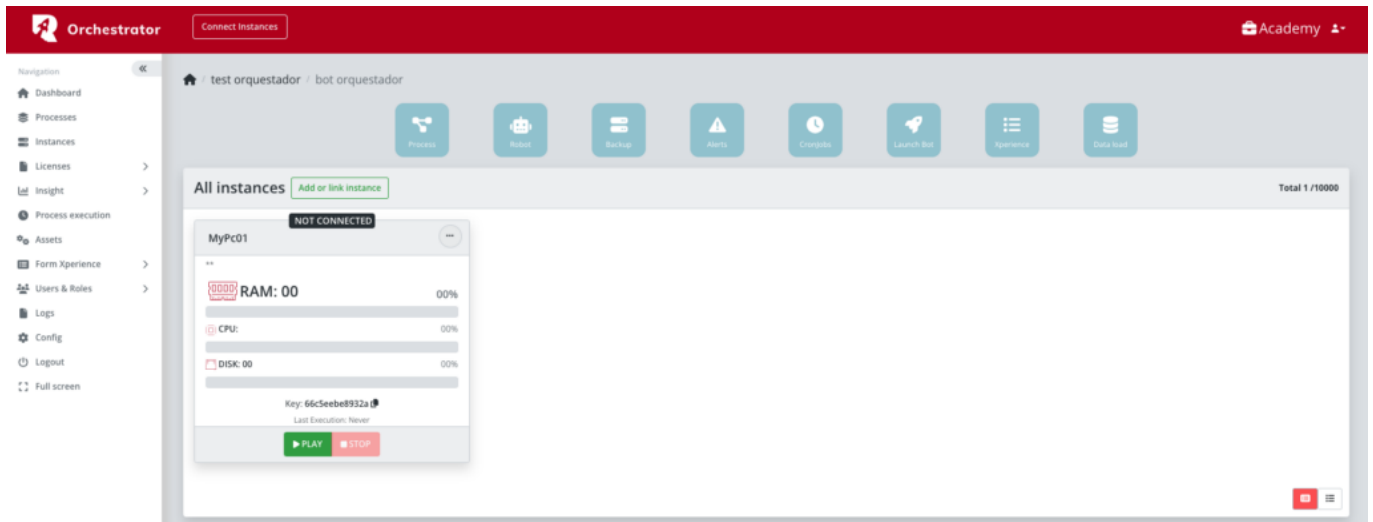 Orchestrator
Connect Instances
Academy
Navigation
Dashboard
Processes
Instances
Licenses
Insight
Process execution
Assets
Form Xperience
Users & Roles
Logs
Config
Logout
Full screen
/ test orquestador / bot orquestador
Process
Robot
Backup
Alerts
Cronjobs
Launch Bot
Xperience
Data load
All instances
Add or link instance
Total 1 /10000
NOT CONNECTED
MyPc01
--
RAM: 00
00%
CPU:
00%
DISK: 00
00%
Key: 66c5eebe8932a
Last Execution: Never
PLAY
STOP